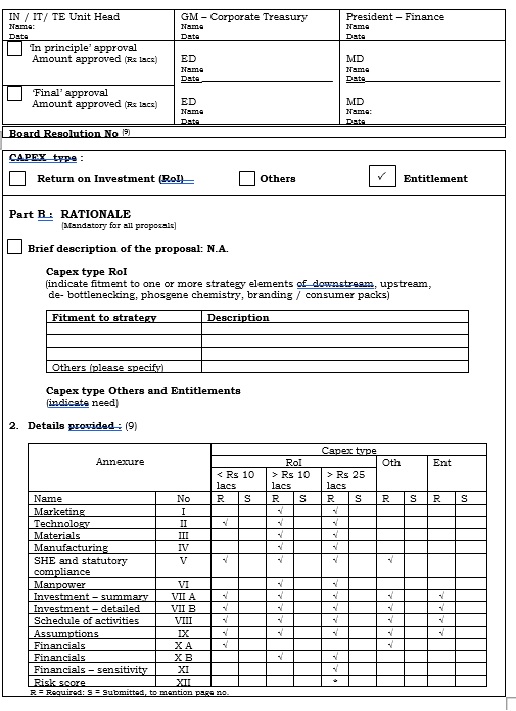 IN / IT/ TE Unit Head GM – Corporate Treasury President – Finance
Name: Name Name
Date Date Date
'In principle' approval
Amount approved (Rs lacs) ED MD
Name Name
Date Date
'Final' approval
Amount approved (Rs lacs) ED MD
Name Name:
Date Date
Board Resolution No (9)
CAPEX type :
Return on Investment (RoI) Others ✓ Entitlement
Part B : RATIONALE
(Mandatory for all proposals)
Brief description of the proposal: N.A.
Capex type RoI
(indicate fitment to one or more strategy elements of downstream, upstream,
de- bottlenecking, phosgene chemistry, branding / consumer packs)
Fitment to strategy Description
Others (please specify)
Capex type Others and Entitlements
(indicate need)
2. Details provided : (9)
Annexure Capex type
RoI Oth Ent
< Rs 10 lacs > Rs 10 lacs > Rs 25 lacs
Name No R S R S R S R S R S
Marketing I √ √
Technology II √ √ √
Materials III √ √
Manufacturing IV √ √
SHE and statutory compliance V √ √ √ √
Manpower VI √ √
Investment – summary VII A √ √ √ √ √
Investment – detailed VII B √ √ √ √ √
Schedule of activities VIII √ √ √ √ √
Assumptions IX √ √ √ √ √
Financials X A √ √
Financials X B √ √
Financials – sensitivity XI √
Risk score XII *
R = Required: S = Submitted, to mention page no.